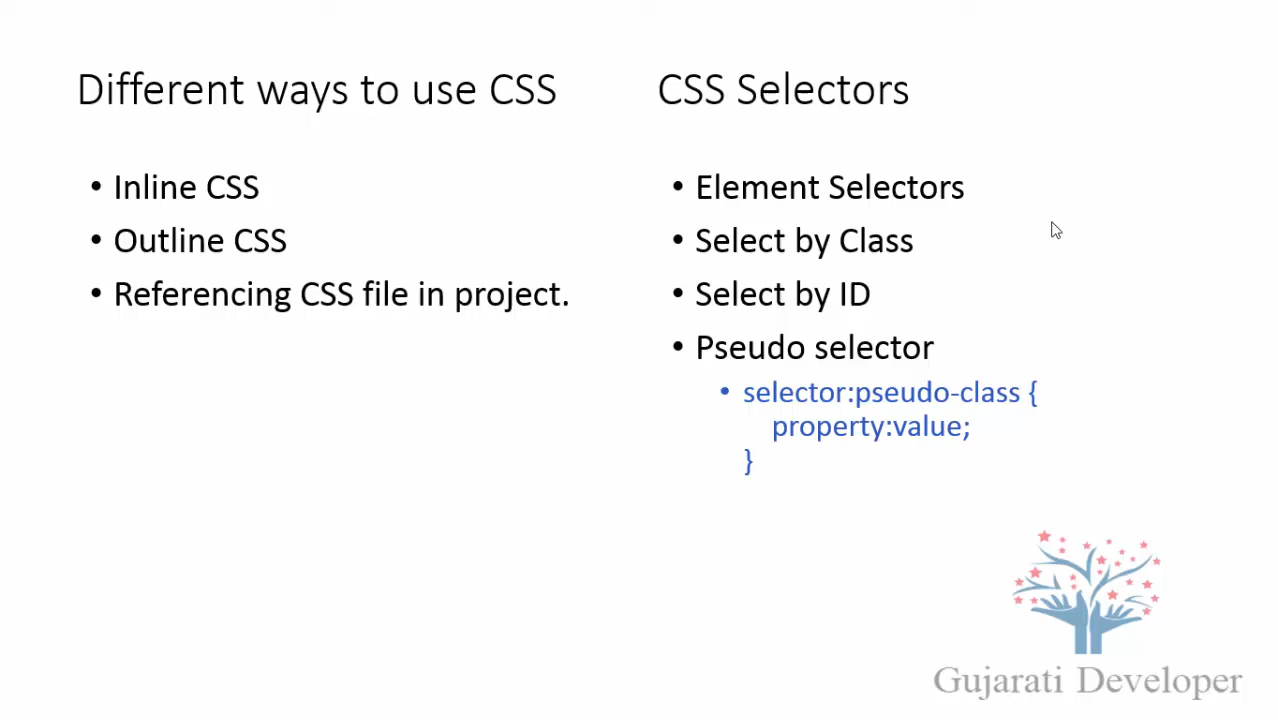 Different ways to use CSS
• Inline CSS
• Outline CSS
• Referencing CSS file in project.
CSS Selectors
• Element Selectors
• Select by Class
• Select by ID
• Pseudo selector
• selector:pseudo-class {
property:value;
}
Gujarati Developer